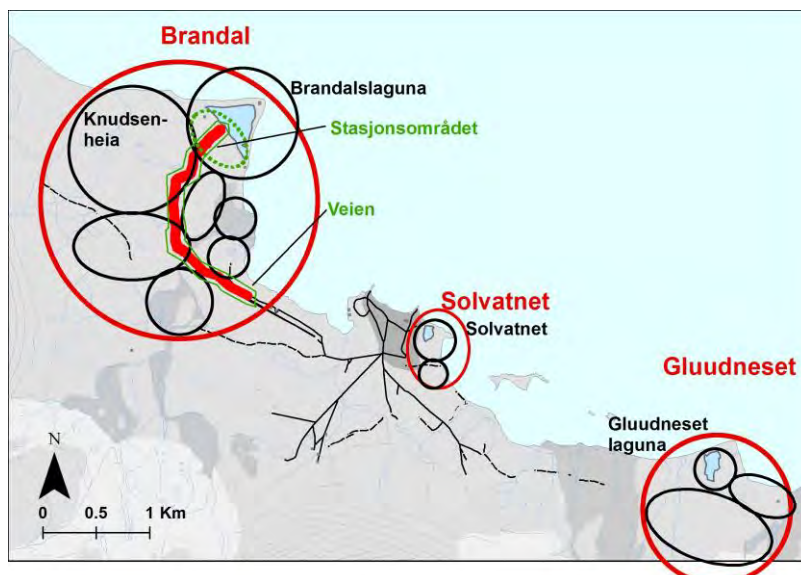 Brandal
Brandalslaguna
Knudsen-
heia
Stasjonsområdet
Veien
Solvatnet
Solvatnet
Gluudneset
Gluudneset
laguna
N
0 0.5 1 Km